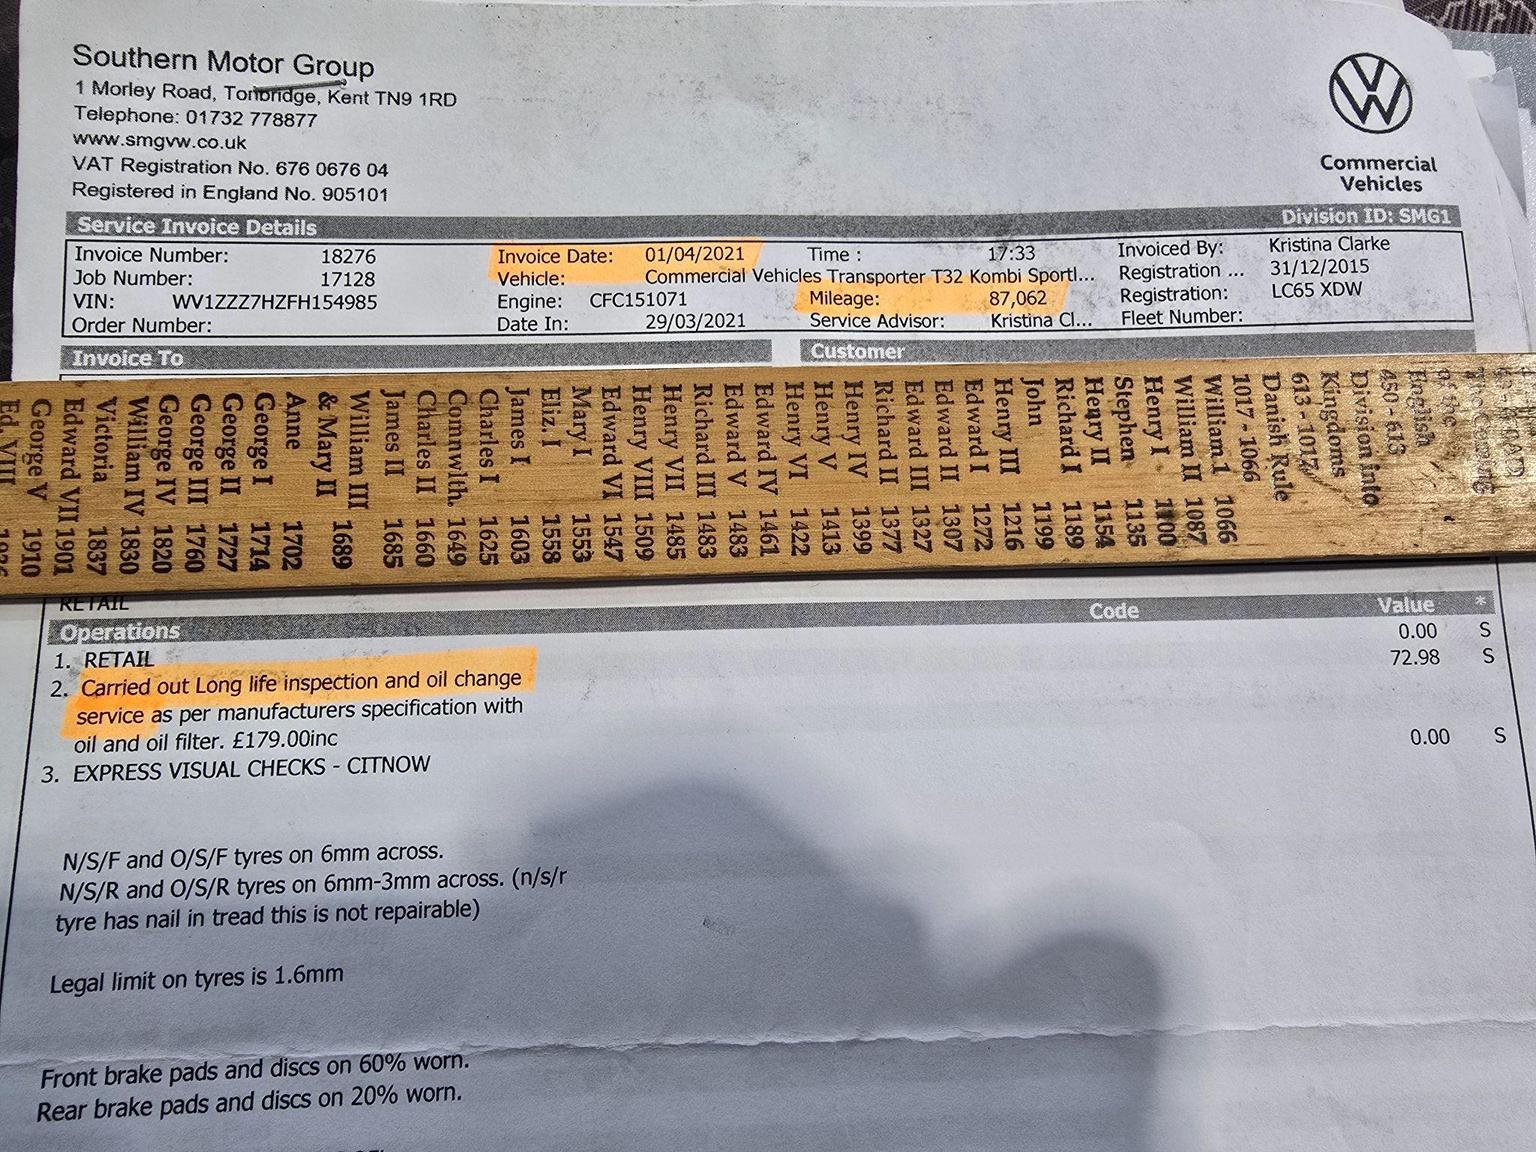 Southern Motor Group
1 Morley Road, Tonbridge, Kent TN9 1RD
Telephone: 01732 778877
www.smgvw.co.uk
VAT Registration No. 676 0676 04
Registered in England No. 905101
Commercial
Vehicles
Service Invoice Details Division ID: SMG1
Invoice Number: 18276 Invoice Date: 01/04/2021 Time : 17:33 Invoiced By: Kristina Clarke
Job Number: 17128 Vehicle: Commercial Vehicles Transporter T32 Kombi Sportl... Registration ... 31/12/2015
VIN: WV1ZZZ7HZFH154985 Engine: CFC151071 Mileage: 87,062 Registration: LC65 XDW
Order Number: Date In: 29/03/2021 Service Advisor: Kristina Cl... Fleet Number:
Invoice To Customer
450 - 613
English
Division into
Kingdoms
613 - 1017
Danish Rule
1017 - 1066
William I 1066
William II 1087
Henry I 1100
Stephen 1135
Henry II 1154
Richard I 1189
John 1199
Henry III 1216
Edward I 1272
Edward II 1307
Edward III 1327
Richard II 1377
Henry IV 1399
Henry V 1413
Henry VI 1422
Edward IV 1461
Edward V 1483
Richard III 1483
Henry VII 1485
Henry VIII 1509
Edward VI 1547
Mary I 1553
Eliz. I 1558
James I 1603
Charles I 1625
Comnwlth. 1649
Charles II 1660
James II 1685
William III
& Mary II 1689
Anne 1702
George I 1714
George II 1727
George III 1760
George IV 1820
William IV 1830
Victoria 1837
Edward VII 1901
George V 1910
Ed. VIII 1936
RETAIL
Operations Code Value *
1. RETAIL 0.00 S
2. Carried out Long life inspection and oil change 72.98 S
service as per manufacturers specification with
oil and oil filter. £179.00inc
3. EXPRESS VISUAL CHECKS - CITNOW 0.00 S
N/S/F and O/S/F tyres on 6mm across.
N/S/R and O/S/R tyres on 6mm-3mm across. (n/s/r
tyre has nail in tread this is not repairable)
Legal limit on tyres is 1.6mm
Front brake pads and discs on 60% worn.
Rear brake pads and discs on 20% worn.